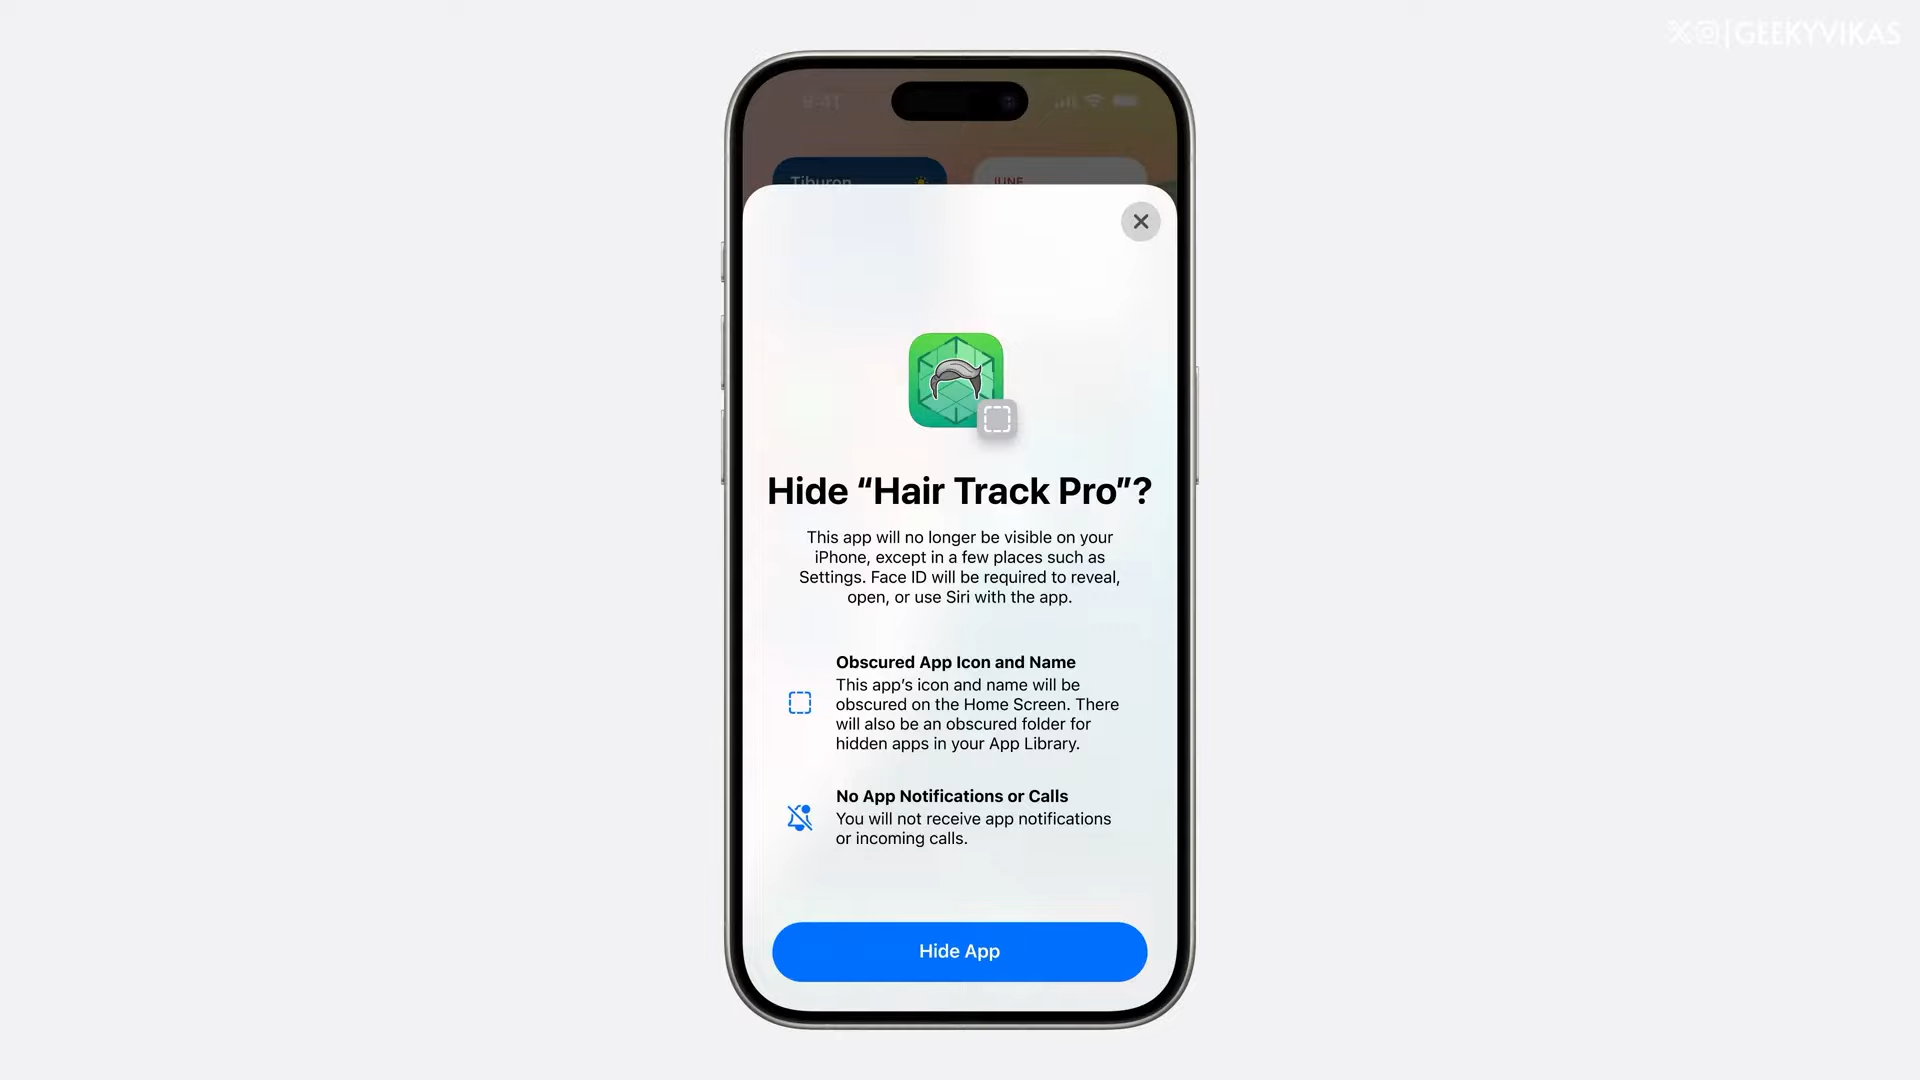 GEEKYVIKAS
9:41
Tiburon
JUNE
Hide “Hair Track Pro”?
This app will no longer be visible on your
iPhone, except in a few places such as
Settings. Face ID will be required to reveal,
open, or use Siri with the app.
Obscured App Icon and Name
This app’s icon and name will be
obscured on the Home Screen. There
will also be an obscured folder for
hidden apps in your App Library.
No App Notifications or Calls
You will not receive app notifications
or incoming calls.
Hide App